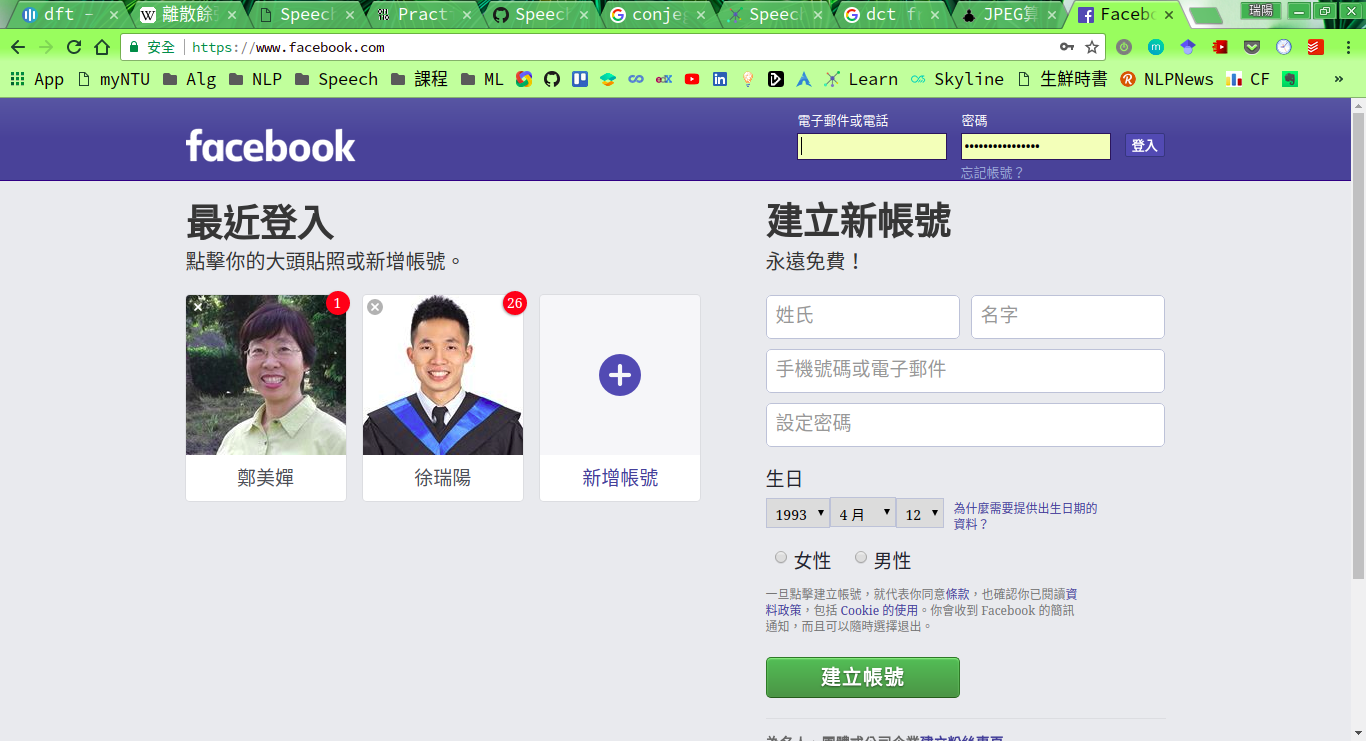 dft -
離散餘
Speech
Pract
Speech
conje
Speech
dct fr
JPEG算
Facebo
瑞陽
安全
https://www.facebook.com
App
myNTU
Alg
NLP
Speech
課程
ML
Learn
Skyline
生鮮時書
NLPNews
CF
»
facebook
電子郵件或電話
密碼
登入
忘記帳號？
最近登入
點擊你的大頭貼照或新增帳號。
1
26
鄭美嬋
徐瑞陽
新增帳號
建立新帳號
永遠免費！
姓氏
名字
手機號碼或電子郵件
設定密碼
生日
1993
4 月
12
為什麼需要提供出生日期的
資料？
女性
男性
一旦點擊建立帳號，就代表你同意條款，也確認你已閱讀資
料政策，包括 Cookie 的使用。你會收到 Facebook 的簡訊
通知，而且可以隨時選擇退出。
建立帳號